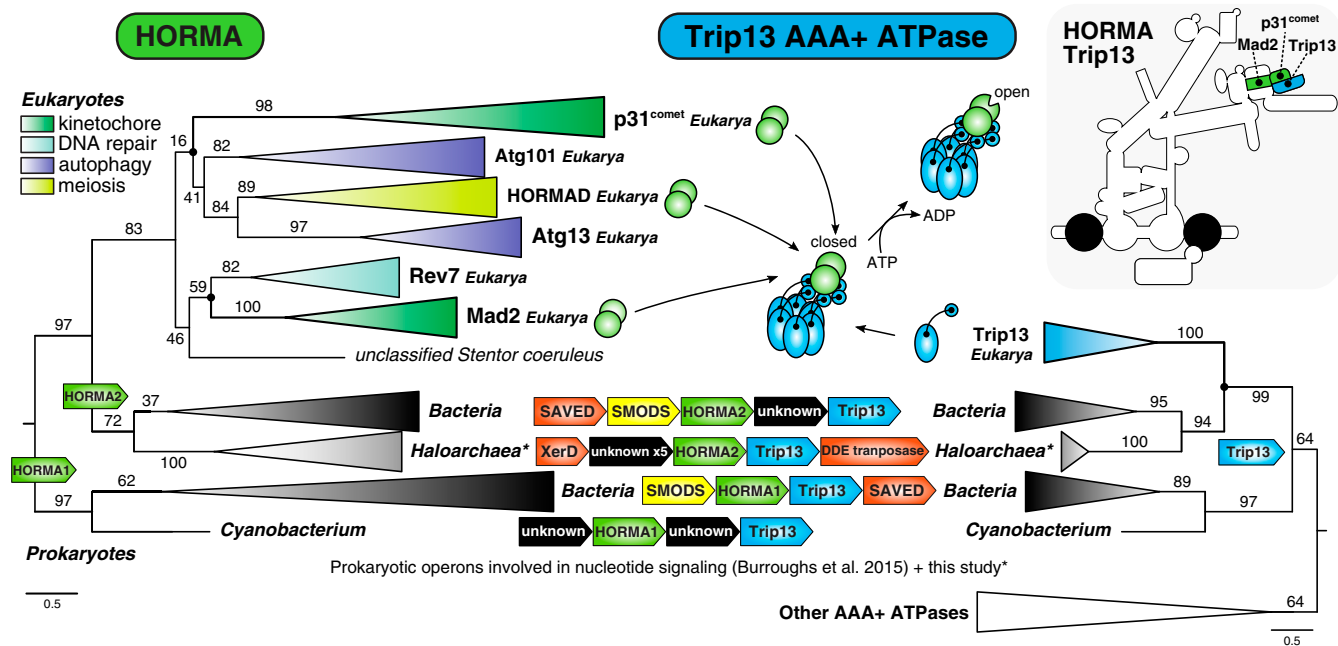 HORMA
Trip13 AAA+ ATPase
HORMA
Trip13
p31comet
Mad2
Trip13
Eukaryotes
kinetochore
DNA repair
autophagy
meiosis
98
p31comet Eukarya
16
82
Atg101 Eukarya
41
89
HORMAD Eukarya
84
97
Atg13 Eukarya
83
82
Rev7 Eukarya
59
100
Mad2 Eukarya
46
unclassified Stentor coeruleus
open
closed
ADP
ATP
97
HORMA2
72
37
Bacteria
100
Haloarchaea*
HORMA1
97
62
Bacteria
Cyanobacterium
Prokaryotes
0.5
SAVED SMODS HORMA2 unknown Trip13
XerD unknown x5 HORMA2 Trip13 DDE tranposase
SMODS HORMA1 Trip13 SAVED
unknown HORMA1 unknown Trip13
Prokaryotic operons involved in nucleotide signaling (Burroughs et al. 2015) + this study*
Trip13
Eukarya
100
99
Bacteria
95
94
Haloarchaea*
100
Trip13
64
Bacteria
89
97
Cyanobacterium
Other AAA+ ATPases
64
0.5